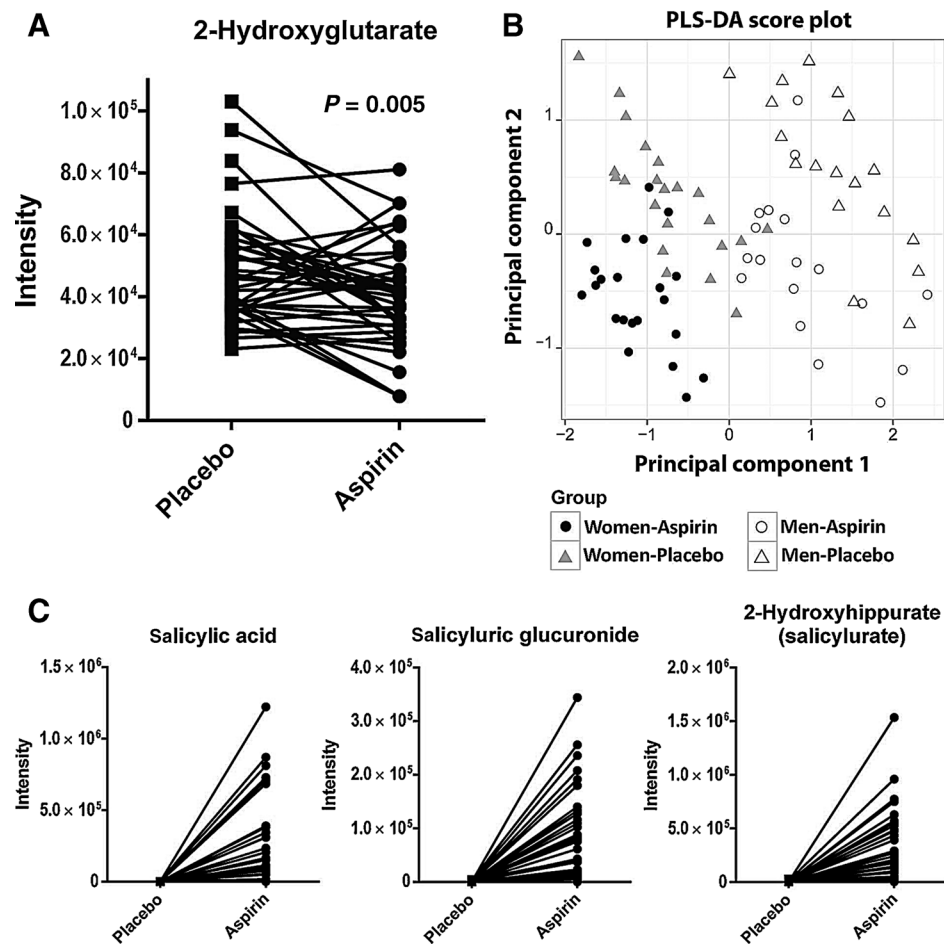 A
2-Hydroxyglutarate
P = 0.005
1.0 × 10⁵
8.0 × 10⁴
6.0 × 10⁴
4.0 × 10⁴
2.0 × 10⁴
0
Intensity
Placebo
Aspirin
B
PLS-DA score plot
Principal component 2
1
0
−1
−2
−1
0
1
2
Principal component 1
Group
Women-Aspirin
Men-Aspirin
Women-Placebo
Men-Placebo
C
Salicylic acid
1.5 × 10⁶
1.0 × 10⁶
5.0 × 10⁵
0
Intensity
Placebo
Aspirin
Salicyluric glucuronide
4.0 × 10⁵
3.0 × 10⁵
2.0 × 10⁵
1.0 × 10⁵
0
Intensity
Placebo
Aspirin
2-Hydroxyhippurate
(salicylurate)
2.0 × 10⁶
1.5 × 10⁶
1.0 × 10⁶
5.0 × 10⁵
0
Intensity
Placebo
Aspirin